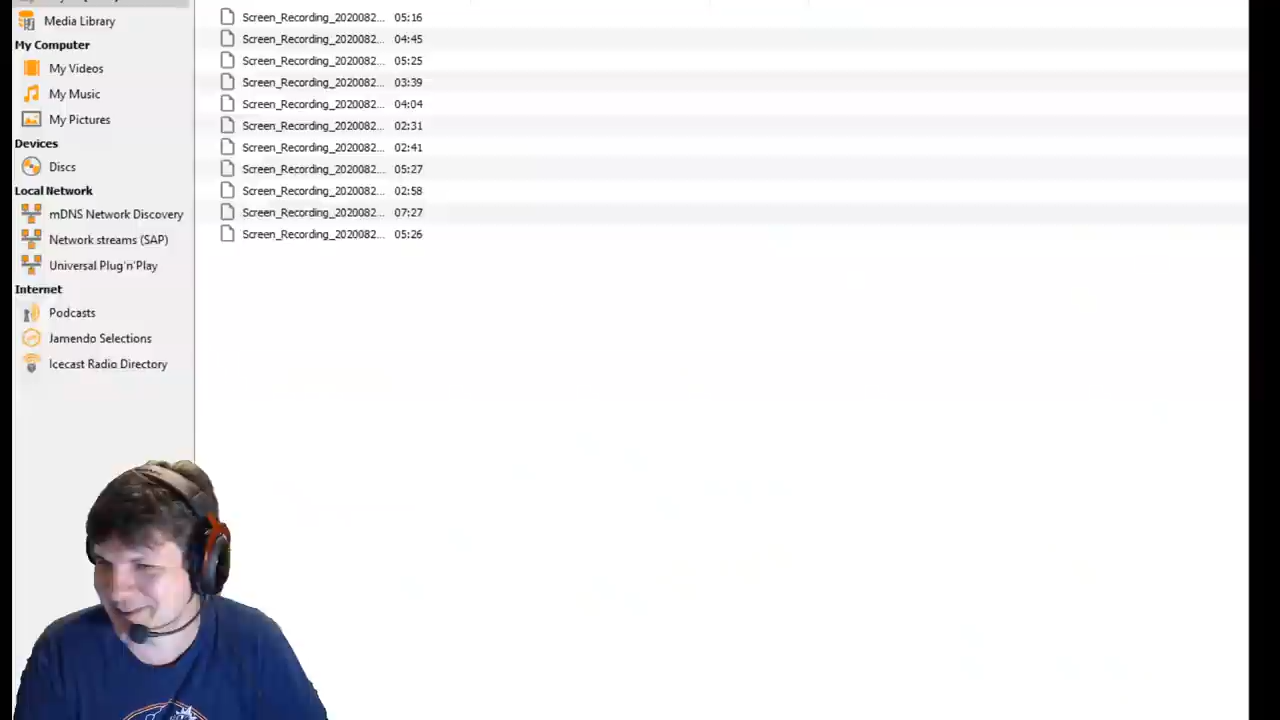 Media Library
My Computer
My Videos
My Music
My Pictures
Devices
Discs
Local Network
mDNS Network Discovery
Network streams (SAP)
Universal Plug'n'Play
Internet
Podcasts
Jamendo Selections
Icecast Radio Directory
Screen_Recording_2020082... 05:16
Screen_Recording_2020082... 04:45
Screen_Recording_2020082... 05:25
Screen_Recording_2020082... 03:39
Screen_Recording_2020082... 04:04
Screen_Recording_2020082... 02:31
Screen_Recording_2020082... 02:41
Screen_Recording_2020082... 05:27
Screen_Recording_2020082... 02:58
Screen_Recording_2020082... 07:27
Screen_Recording_2020082... 05:26